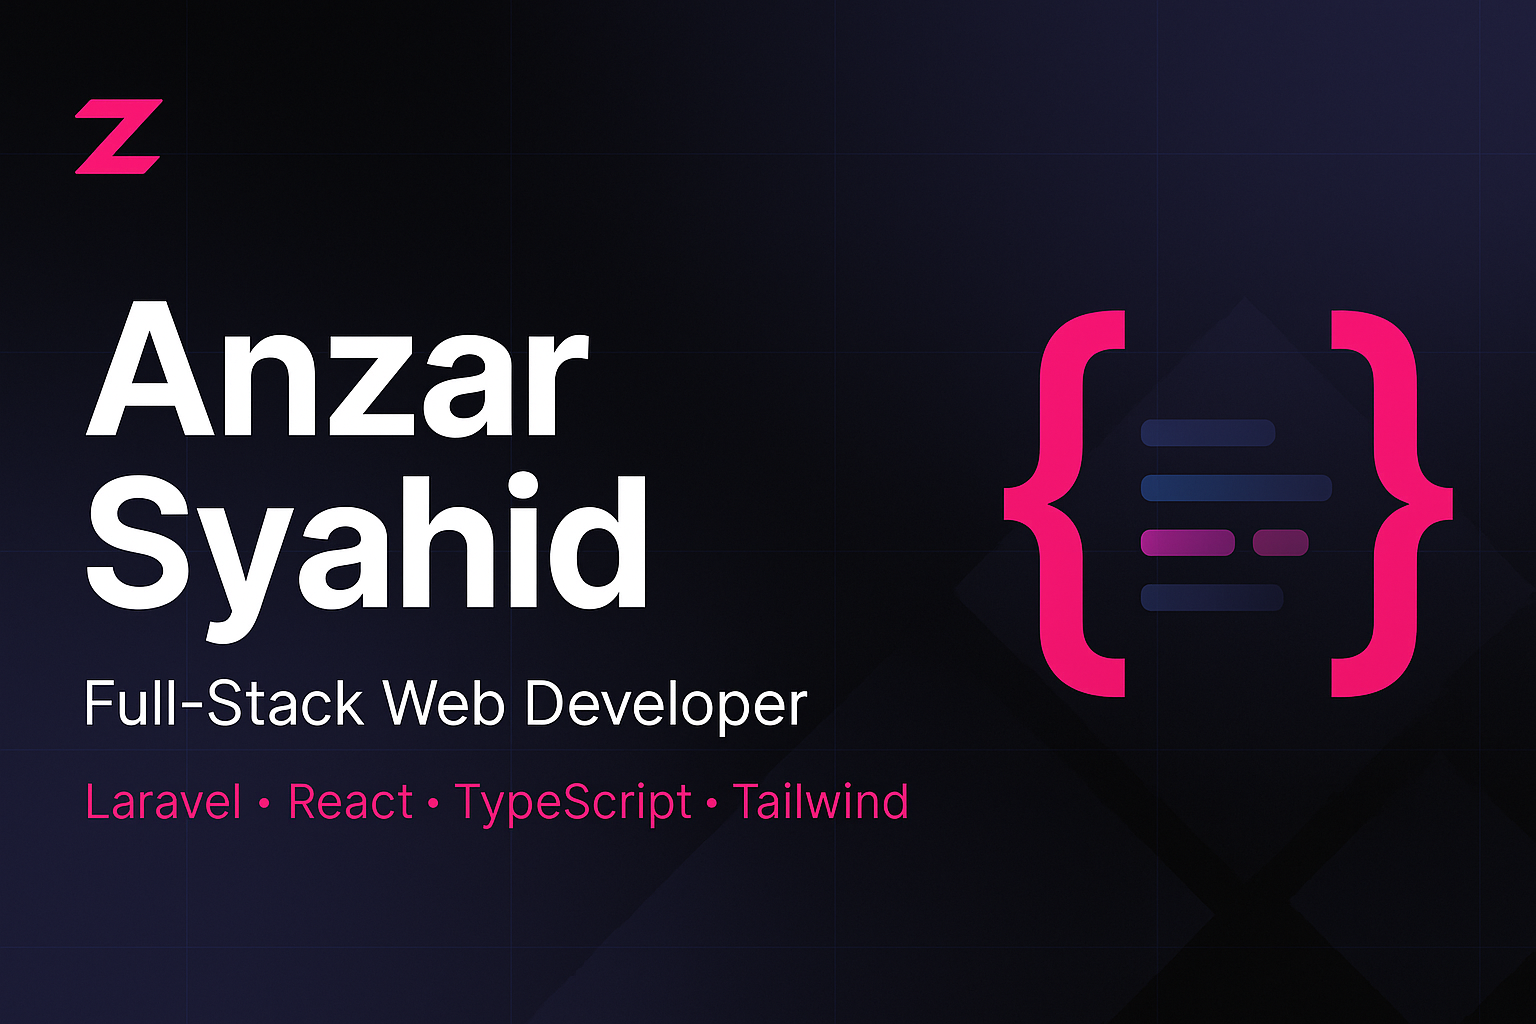 Z
Anzar
Syahid
Full-Stack Web Developer
Laravel • React • TypeScript • Tailwind
{ }